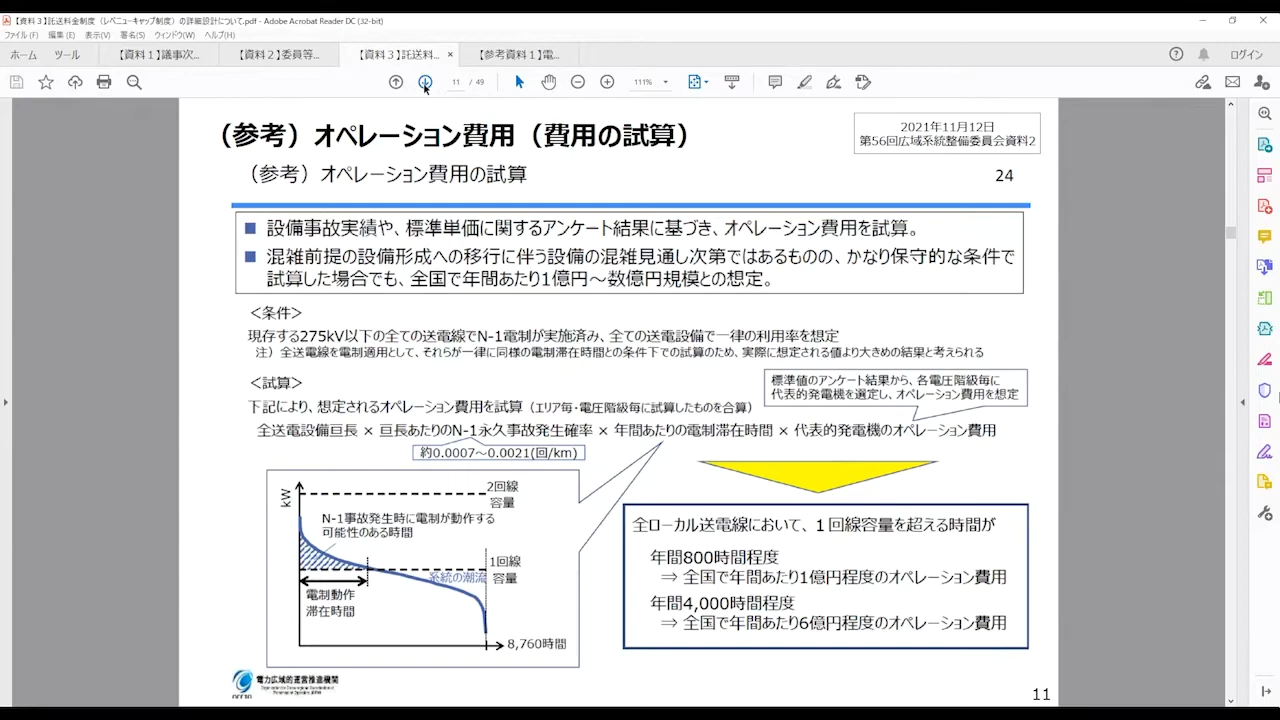 【資料３】託送料金制度（レベニューキャップ制度）の詳細設計について.pdf - Adobe Acrobat Reader DC (32-bit)
ファイル(F) 編集(E) 表示(V) 署名(S) ウィンドウ(W) ヘルプ(H)
ホーム ツール 【資料１】議事次... 【資料２】委員等... 【資料３】託送料... × 【参考資料１】電... ログイン
11 / 49 111%
（参考）オペレーション費用（費用の試算）
2021年11月12日
第56回広域系統整備委員会資料2
（参考）オペレーション費用の試算
24
■ 設備事故実績や、標準単価に関するアンケート結果に基づき、オペレーション費用を試算。
■ 混雑前提の設備形成への移行に伴う設備の混雑見通し次第ではあるものの、かなり保守的な条件で
試算した場合でも、全国で年間あたり1億円～数億円規模との想定。
＜条件＞
現存する275kV以下の全ての送電線でN-1電制が実施済み、全ての送電設備で一律の利用率を想定
注）全送電線を電制適用として、それらが一律に同様の電制滞在時間との条件下での試算のため、実際に想定される値より大きめの結果と考えられる
＜試算＞
標準値のアンケート結果から、各電圧階級毎に
代表的発電機を選定し、オペレーション費用を想定
下記により、想定されるオペレーション費用を試算（エリア毎・電圧階級毎に試算したものを合算）
全送電設備亘長 × 亘長あたりのN-1永久事故発生確率 × 年間あたりの電制滞在時間 × 代表的発電機のオペレーション費用
約0.0007～0.0021(回/km)
kW
2回線
容量
N-1事故発生時に電制が動作する
可能性のある時間
1回線
容量
系統の潮流
電制動作
滞在時間
8,760時間
全ローカル送電線において、１回線容量を超える時間が
年間800時間程度
⇒ 全国で年間あたり1億円程度のオペレーション費用
年間4,000時間程度
⇒ 全国で年間あたり6億円程度のオペレーション費用
電力広域的運営推進機関
11